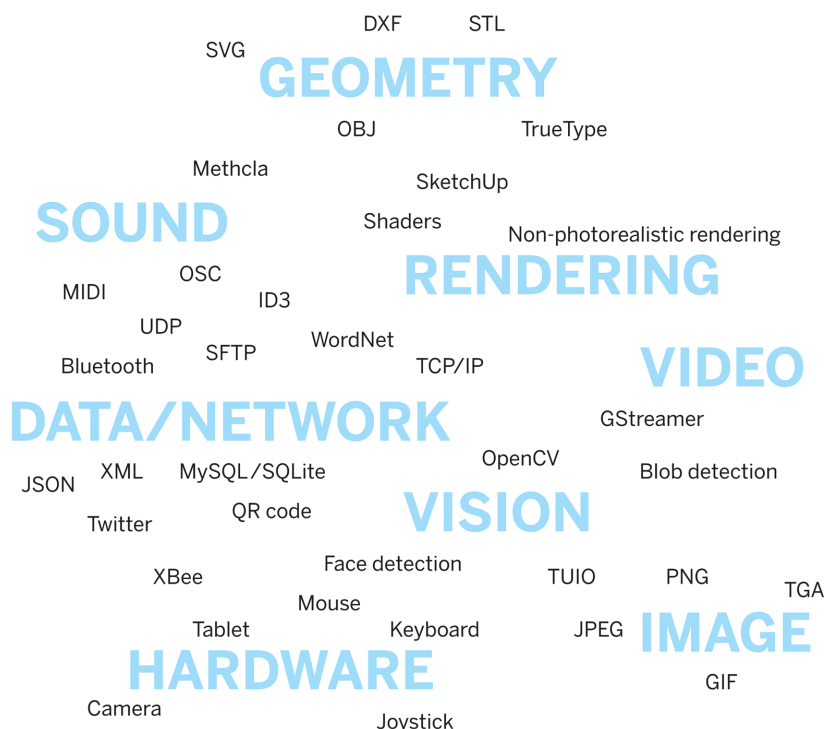 DXF STL
SVG
GEOMETRY
OBJ TrueType
Methcla
SketchUp
SOUND
Shaders
Non-photorealistic rendering
RENDERING
OSC
MIDI
ID3
UDP
WordNet
SFTP
Bluetooth TCP/IP
VIDEO
DATA/NETWORK
GStreamer
OpenCV
XML MySQL/SQLite Blob detection
JSON
QR code
VISION
Twitter
Face detection
XBee TUIO PNG
TGA
Mouse
Tablet Keyboard JPEG
IMAGE
HARDWARE
GIF
Camera
Joystick